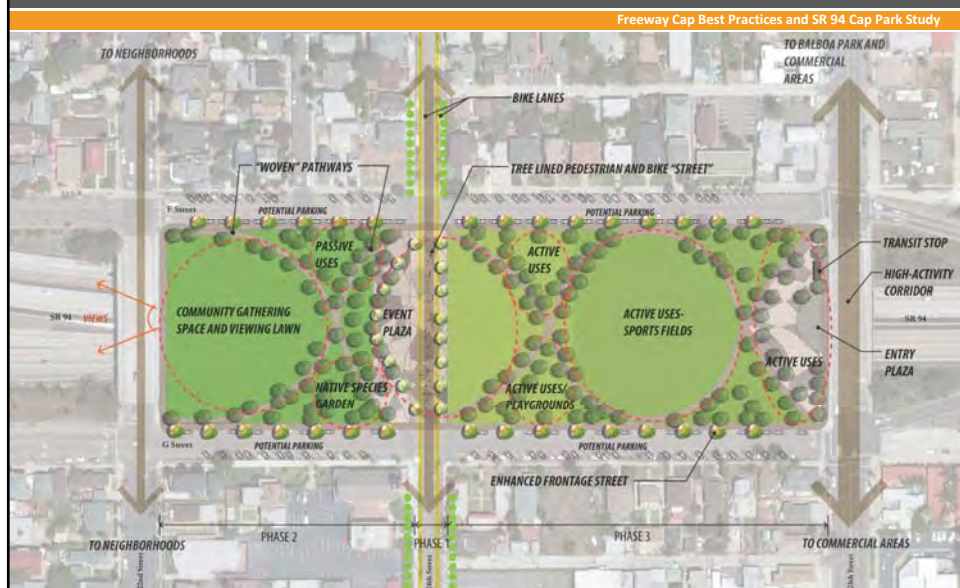 Freeway Cap Best Practices and SR 94 Cap Park Study
TO NEIGHBORHOODS
TO BALBOA PARK AND
COMMERCIAL
AREAS
BIKE LANES
"WOVEN" PATHWAYS
TREE LINED PEDESTRIAN AND BIKE "STREET"
F Street
POTENTIAL PARKING
POTENTIAL PARKING
PASSIVE
USES
ACTIVE
USES
TRANSIT STOP
HIGH-ACTIVITY
CORRIDOR
COMMUNITY GATHERING
SPACE AND VIEWING LAWN
EVENT
PLAZA
ACTIVE USES-
SPORTS FIELDS
SR 94
VIEWS
SR 94
ENTRY
PLAZA
ACTIVE USES
NATIVE SPECIES
GARDEN
ACTIVE USES/
PLAYGROUNDS
G Street
POTENTIAL PARKING
POTENTIAL PARKING
ENHANCED FRONTAGE STREET
TO NEIGHBORHOODS
PHASE 2
PHASE 1
PHASE 3
TO COMMERCIAL AREAS